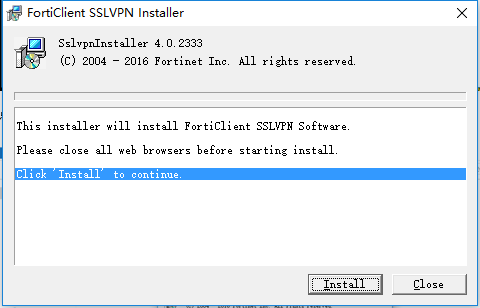 FortiClient SSLVPN Installer
SslvpnInstaller 4.0.2333
(C) 2004 - 2016 Fortinet Inc. All rights reserved.
This installer will install FortiClient SSLVPN Software.
Please close all web browsers before starting install.
Click 'Install' to continue.
Install
Close